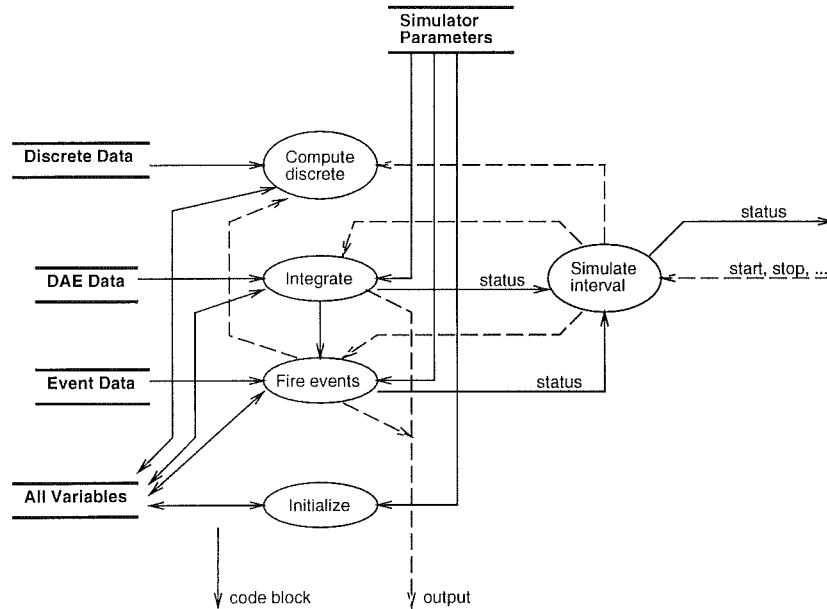 Simulator
Parameters
Discrete Data
Compute
discrete
status
DAE Data
Integrate
status
Simulate
interval
start, stop, ...
Event Data
Fire events
status
All Variables
Initialize
code block
output